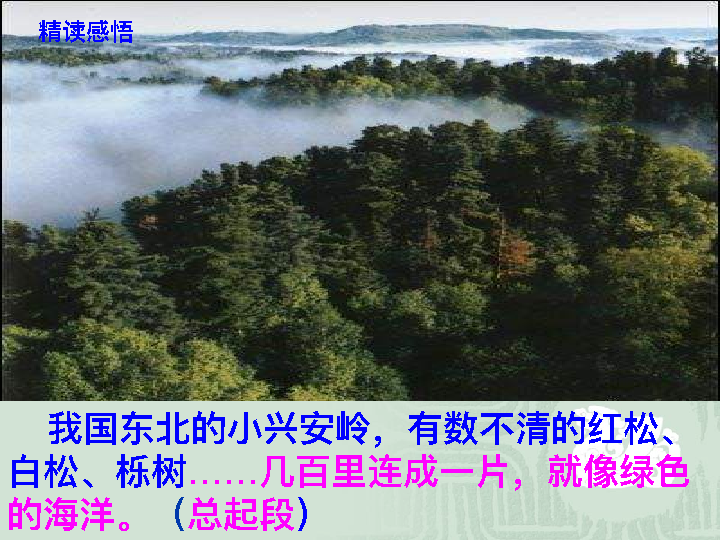 精读感悟
我国东北的小兴安岭，有数不清的红松、
白松、栎树……几百里连成一片，就像绿色
的海洋。（总起段）